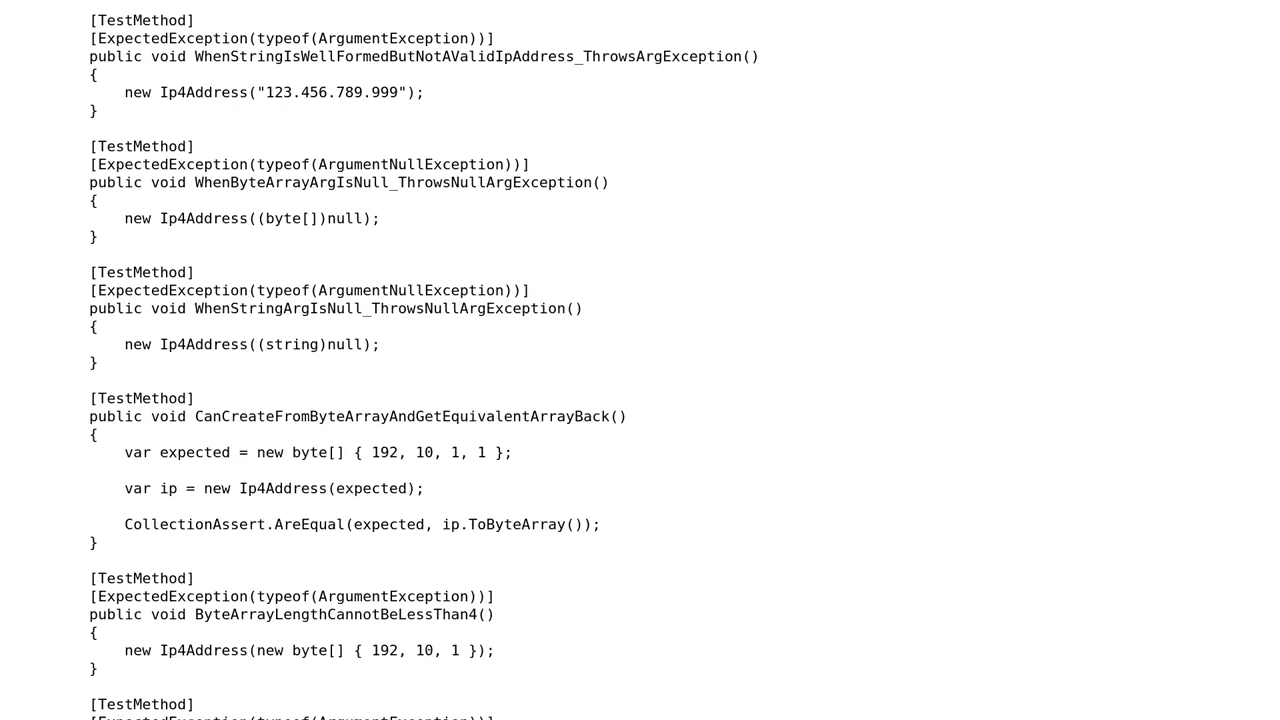 [TestMethod]
[ExpectedException(typeof(ArgumentException))]
public void WhenStringIsWellFormedButNotAValidIpAddress_ThrowsArgException()
{
    new Ip4Address("123.456.789.999");
}
[TestMethod]
[ExpectedException(typeof(ArgumentNullException))]
public void WhenByteArrayArgIsNull_ThrowsNullArgException()
{
    new Ip4Address((byte[])null);
}
[TestMethod]
[ExpectedException(typeof(ArgumentNullException))]
public void WhenStringArgIsNull_ThrowsNullArgException()
{
    new Ip4Address((string)null);
}
[TestMethod]
public void CanCreateFromByteArrayAndGetEquivalentArrayBack()
{
    var expected = new byte[] { 192, 10, 1, 1 };
    var ip = new Ip4Address(expected);
    CollectionAssert.AreEqual(expected, ip.ToByteArray());
}
[TestMethod]
[ExpectedException(typeof(ArgumentException))]
public void ByteArrayLengthCannotBeLessThan4()
{
    new Ip4Address(new byte[] { 192, 10, 1 });
}
[TestMethod]
[ExpectedException(typeof(ArgumentException))]